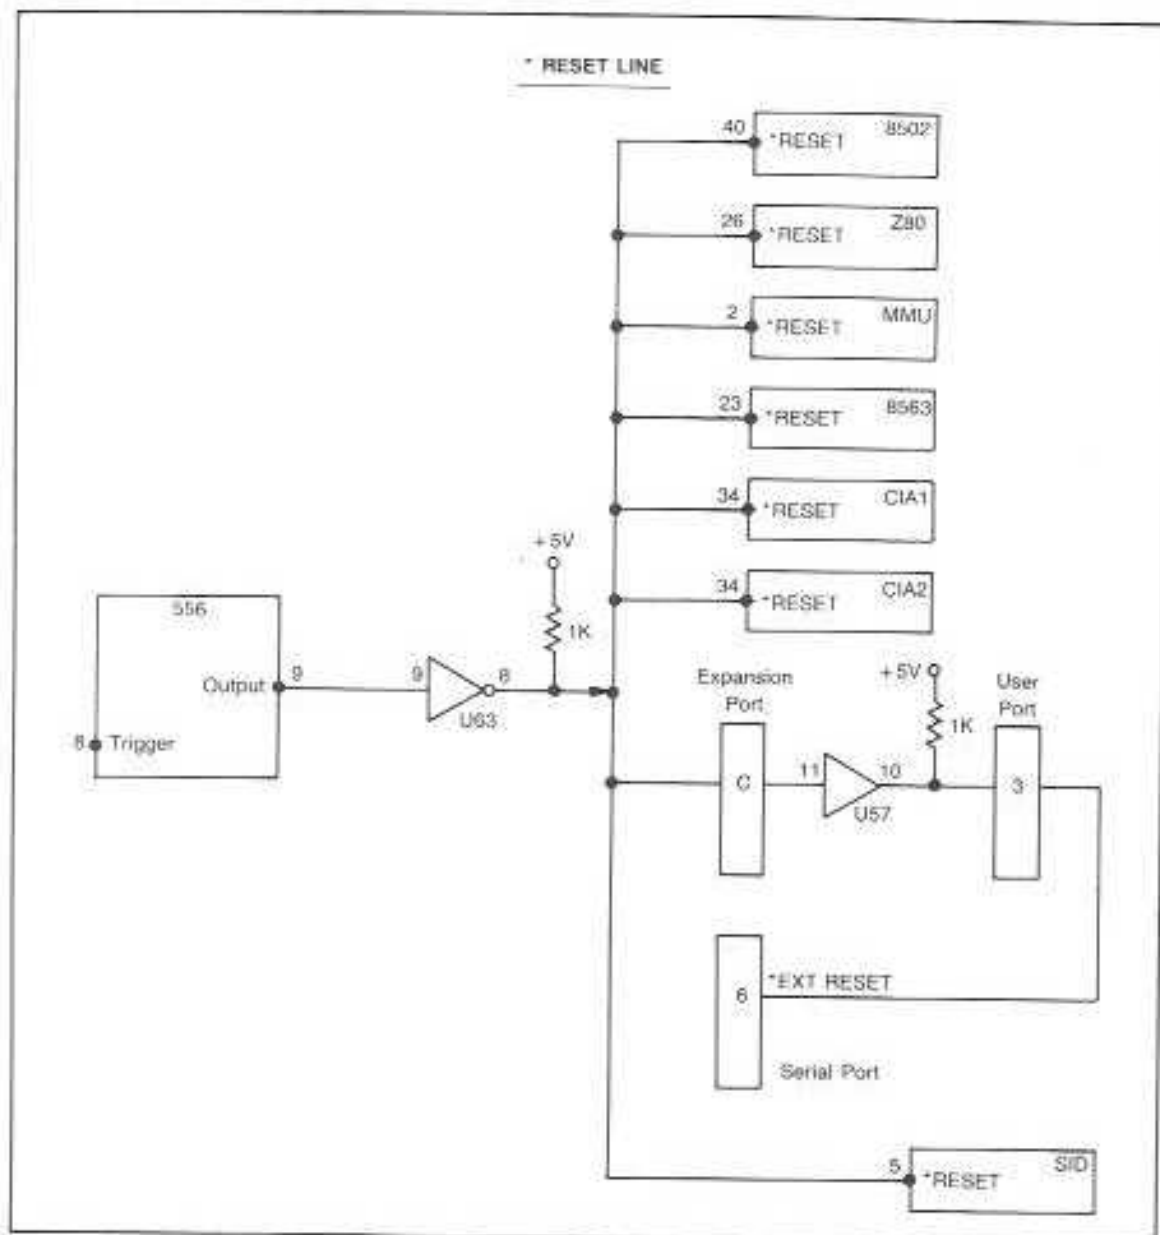 * RESET LINE
40
*RESET
8502
26
*RESET
Z80
2
*RESET
MMU
23
*RESET
8563
34
*RESET
CIA1
34
*RESET
CIA2
+5V
1K
556
Output
9
9
8
U63
8
Trigger
Expansion
Port
C
11
10
U57
+5V
1K
User
Port
3
6
*EXT RESET
Serial Port
5
*RESET
SID